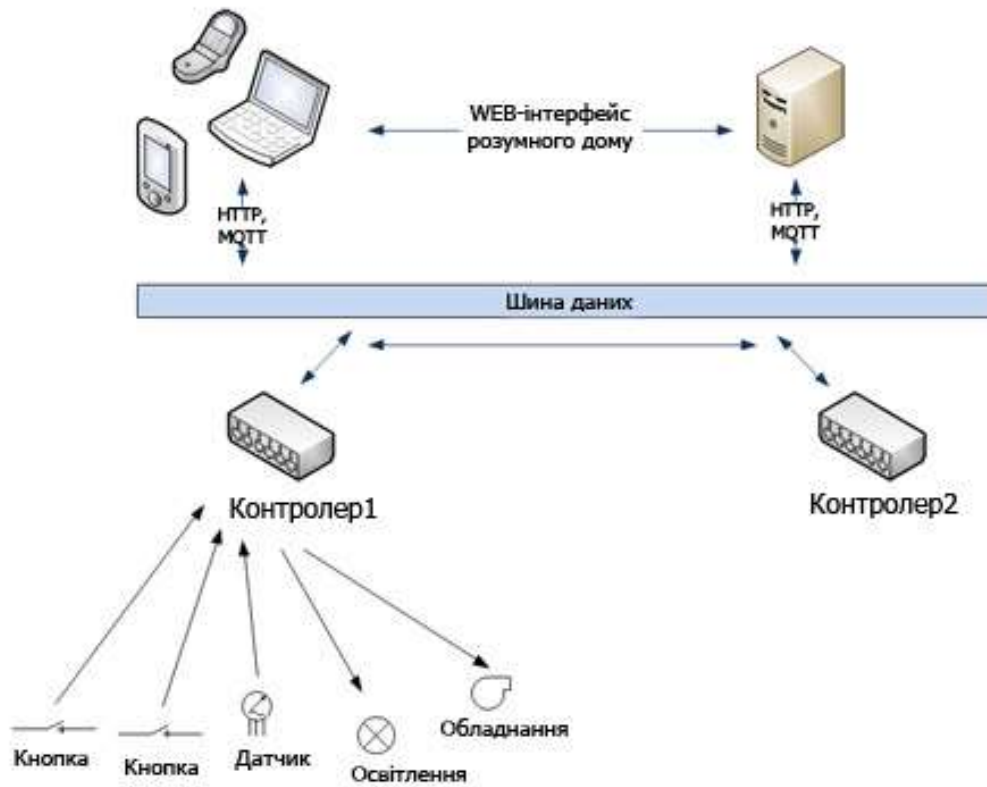 WEB-інтерфейс
розумного дому
HTTP,
MQTT
HTTP,
MQTT
Шина даних
Контролер1
Контролер2
Кнопка
Кнопка
Датчик
Освітлення
Обладнання